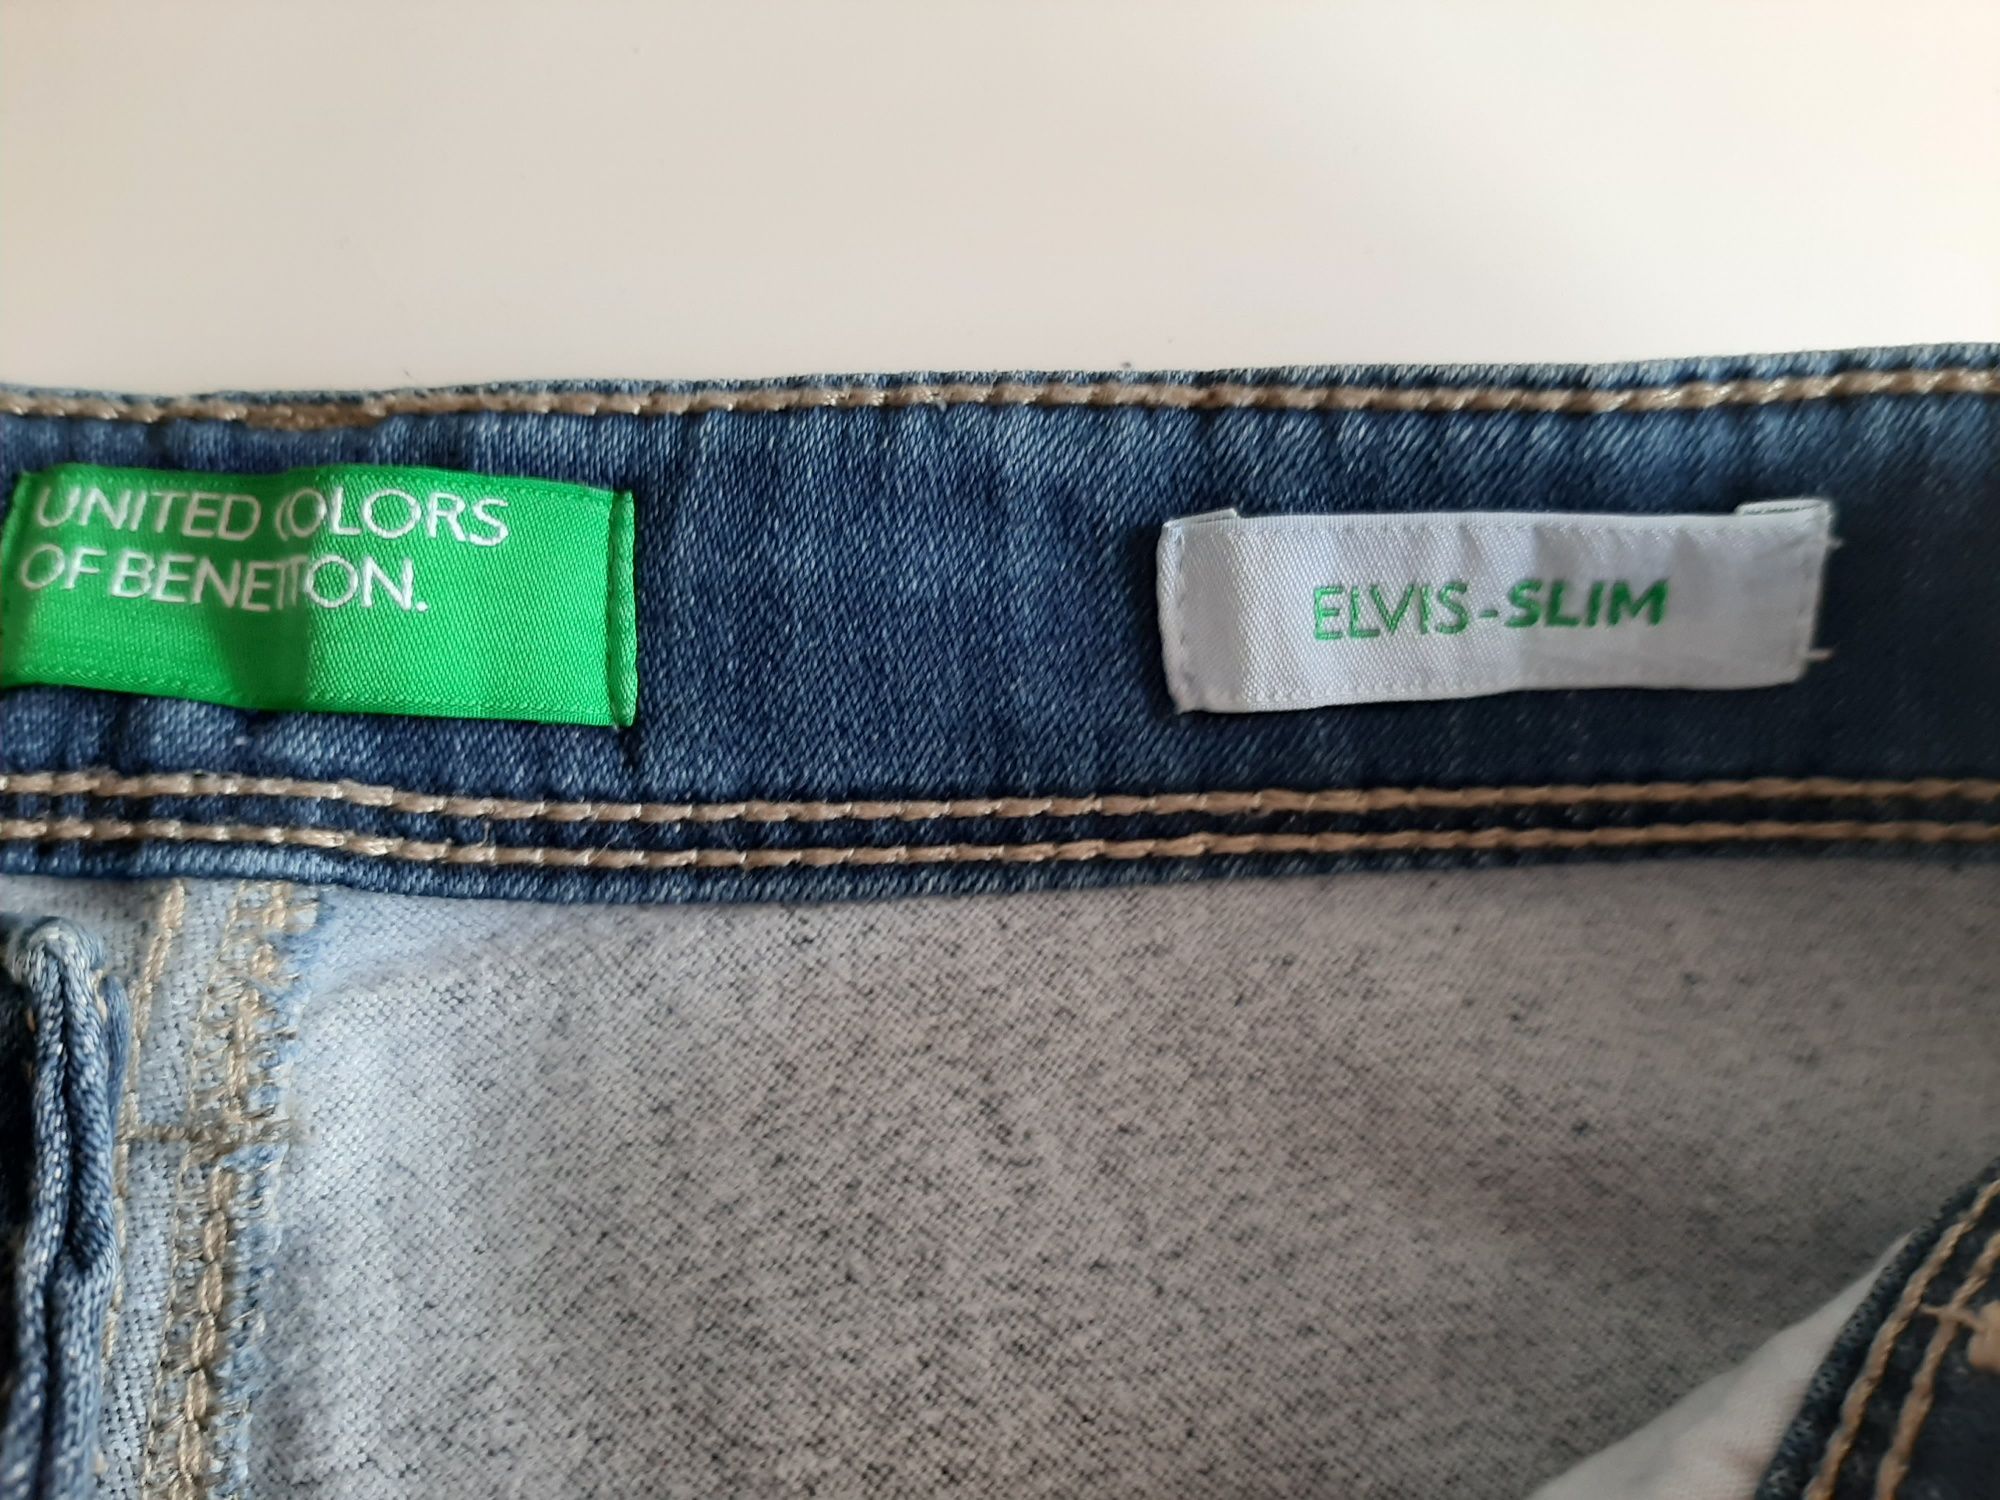 UNITED COLORS
OF BENETTON.
ELVIS-SLIM